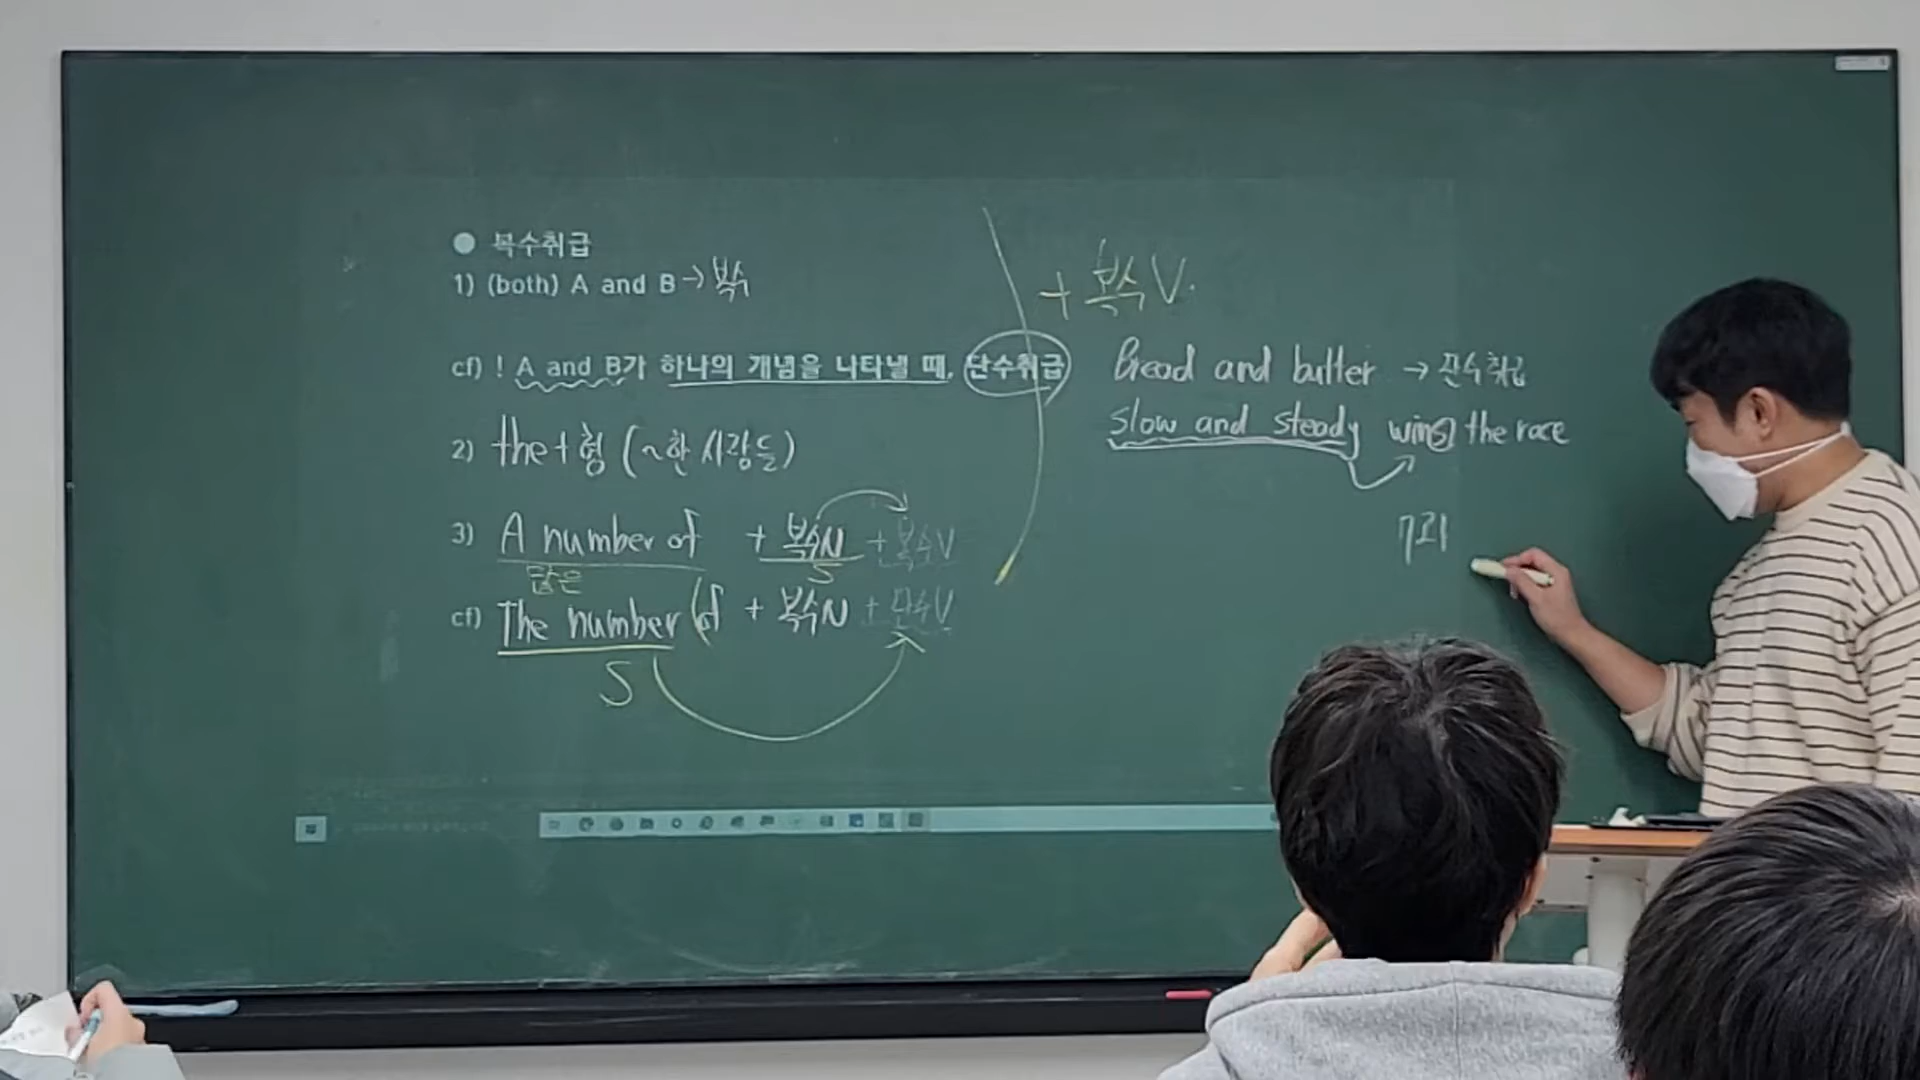 ● 복수취급
1) (both) A and B → 복수
+ 복수 V.
cf) ! A and B가 하나의 개념을 나타낼 때, 단수취급
Bread and butter → 단수취급
slow and steady wins the race
2) the + 형 (~한 사람들)
3) A number of + 복수N + 복수V
많은 S
cf) The number of + 복수N + 단수V
S